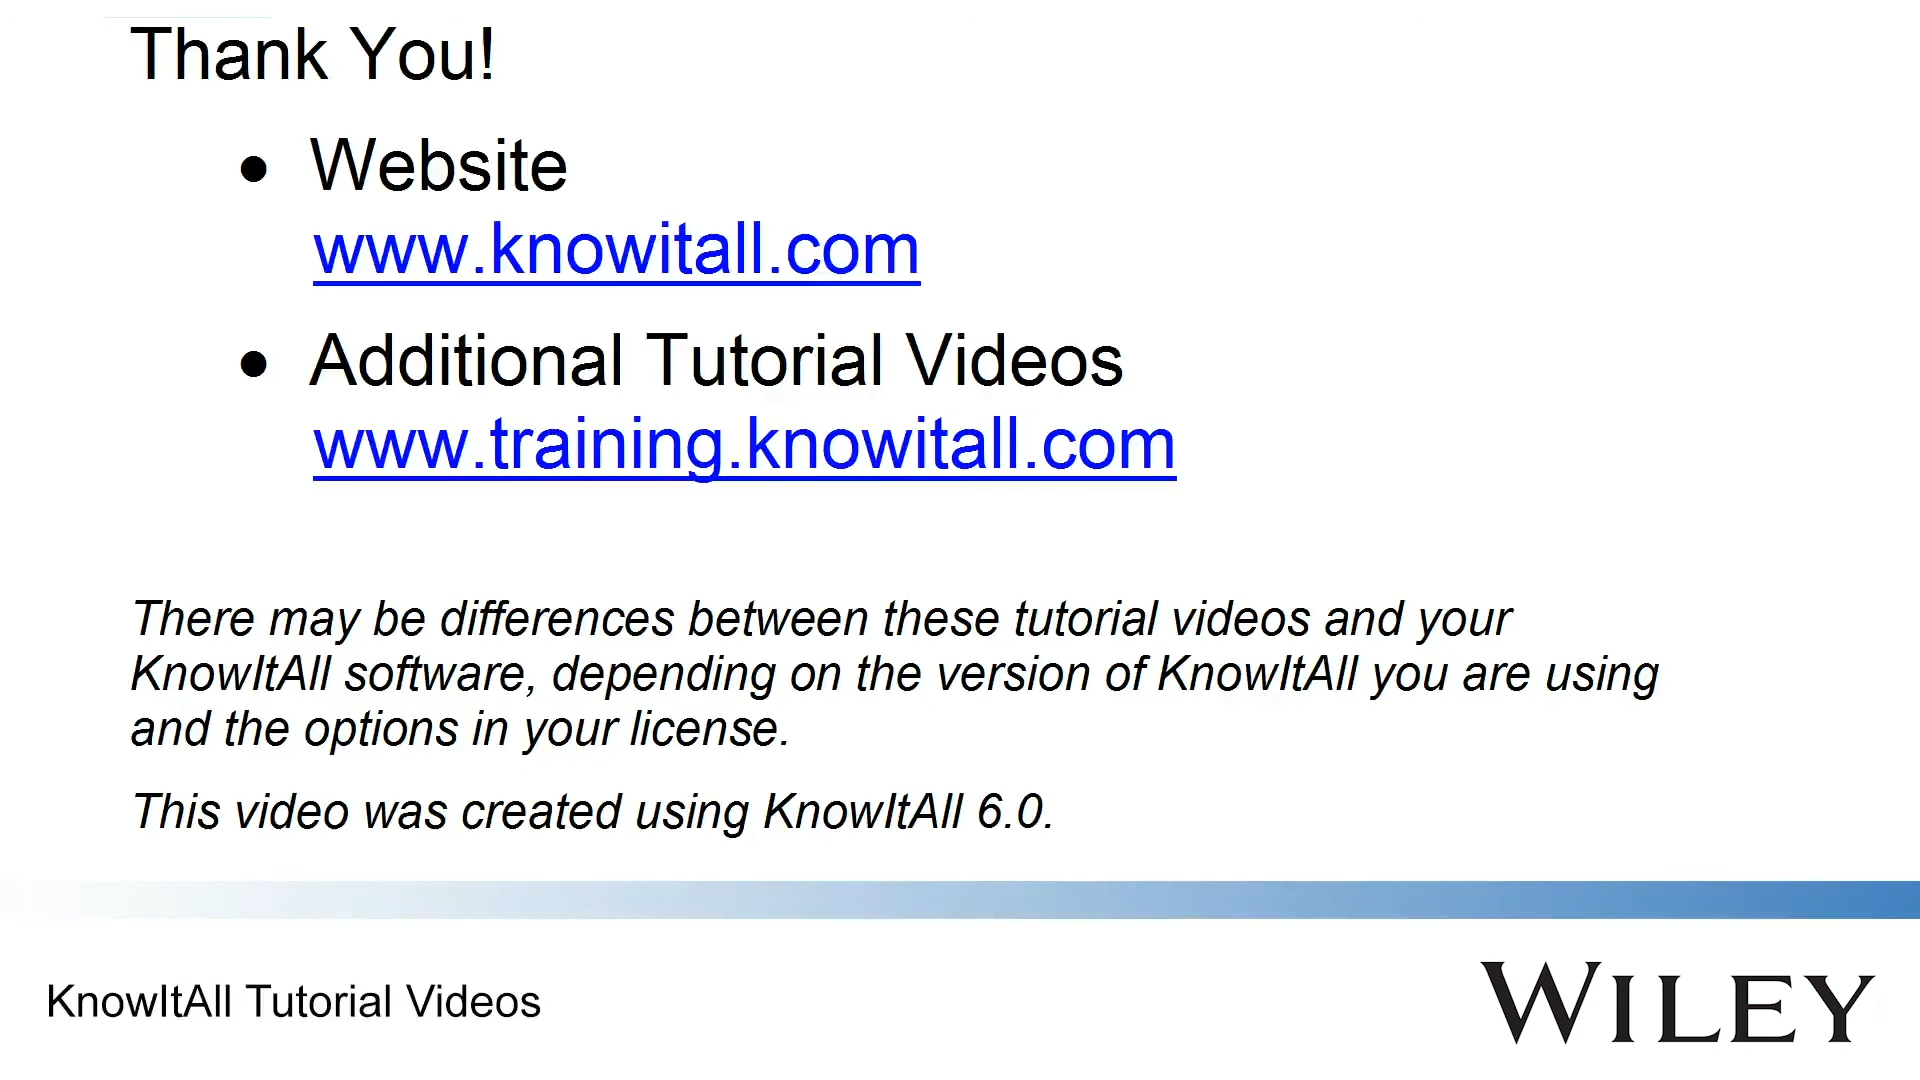 Thank You!
• Website
www.knowitall.com
• Additional Tutorial Videos
www.training.knowitall.com
There may be differences between these tutorial videos and your
KnowItAll software, depending on the version of KnowItAll you are using
and the options in your license.
This video was created using KnowItAll 6.0.
KnowItAll Tutorial Videos
WILEY